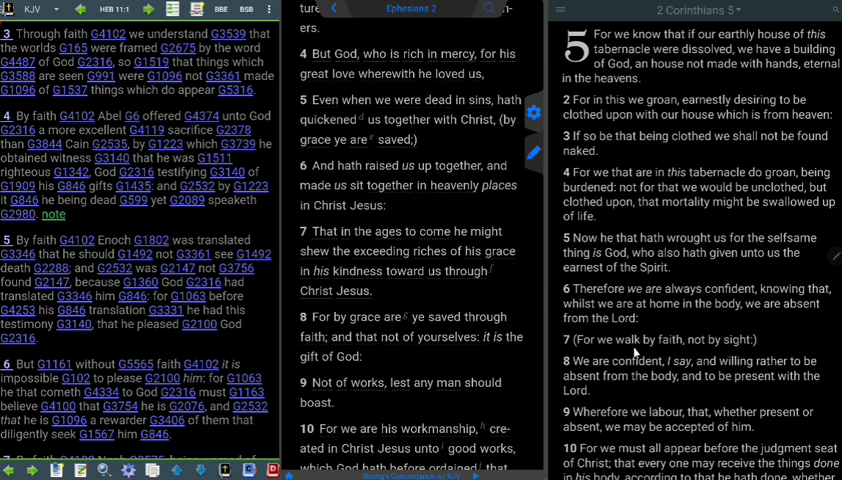 KJV HEB 11:1 BBE BSB
3 Through faith G4102 we understand G3539 that
the worlds G165 were framed G2675 by the word
G4487 of God G2316, so G1519 that things which
G3588 are seen G991 were G1096 not G3361 made
G1096 of G1537 things which do appear G5316.
4 By faith G4102 Abel G6 offered G4374 unto God
G2316 a more excellent G4119 sacrifice G2378
than G3844 Cain G2535, by G1223 which G3739 he
obtained witness G3140 that he was G1511
righteous G1342, God G2316 testifying G3140 of
G1909 his G846 gifts G1435: and G2532 by G1223
it G846 he being dead G599 yet G2089 speaketh
G2980. note
5 By faith G4102 Enoch G1802 was translated
G3346 that he should G1492 not G3361 see G1492
death G2288; and G2532 was G2147 not G3756
found G2147, because G1360 God G2316 had
translated G3346 him G846: for G1063 before
G4253 his G846 translation G3331 he had this
testimony G3140, that he pleased G2100 God
G2316.
6 But G1161 without G5565 faith G4102 it is
impossible G102 to please G2100 him: for G1063
he that cometh G4334 to God G2316 must G1163
believe G4100 that G3754 he is G2076, and G2532
that he is G1096 a rewarder G3406 of them that
diligently seek G1567 him G846.
Ephesians 2
ers.
4 But God, who is rich in mercy, for his
great love wherewith he loved us,
5 Even when we were dead in sins, hath
quickened d us together with Christ, (by
grace ye are e saved;)
6 And hath raised us up together, and
made us sit together in heavenly places
in Christ Jesus:
7 That in the ages to come he might
shew the exceeding riches of his grace
in his kindness toward us through f
Christ Jesus.
8 For by grace are g ye saved through
faith; and that not of yourselves: it is the
gift of God:
9 Not of works, lest any man should
boast.
10 For we are his workmanship, h cre-
ated in Christ Jesus unto i good works,
which God hath before ordained that
Strong's Concordance w/ KJV
2 Corinthians 5
5 For we know that if our earthly house of this
tabernacle were dissolved, we have a building
of God, an house not made with hands, eternal
in the heavens.
2 For in this we groan, earnestly desiring to be
clothed upon with our house which is from heaven:
3 If so be that being clothed we shall not be found
naked.
4 For we that are in this tabernacle do groan, being
burdened: not for that we would be unclothed, but
clothed upon, that mortality might be swallowed up
of life.
5 Now he that hath wrought us for the selfsame
thing is God, who also hath given unto us the
earnest of the Spirit.
6 Therefore we are always confident, knowing that,
whilst we are at home in the body, we are absent
from the Lord:
7 (For we walk by faith, not by sight:)
8 We are confident, I say, and willing rather to be
absent from the body, and to be present with the
Lord.
9 Wherefore we labour, that, whether present or
absent, we may be accepted of him.
10 For we must all appear before the judgment seat
of Christ; that every one may receive the things done
in his body, according to that he hath done, whether